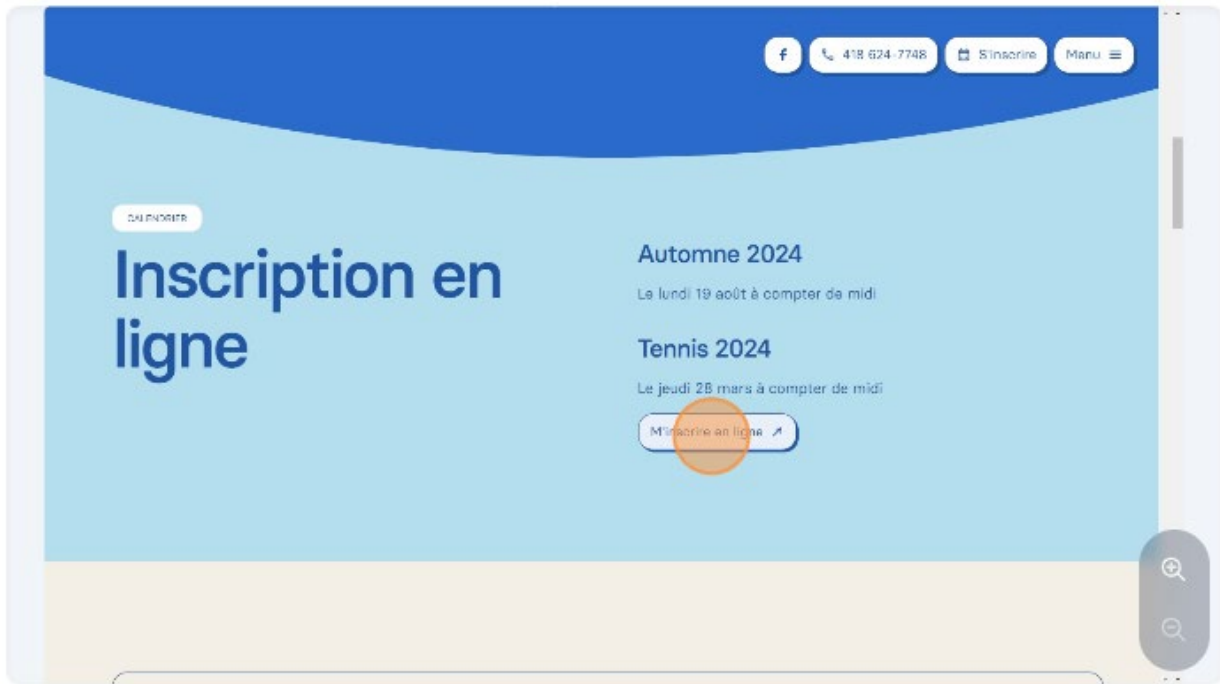 f
418 624-7748
S'inscrire
Menu
CALENDRIER
Inscription en
ligne
Automne 2024
Le lundi 19 août à compter de midi
Tennis 2024
Le jeudi 28 mars à compter de midi
M'inscrire en ligne